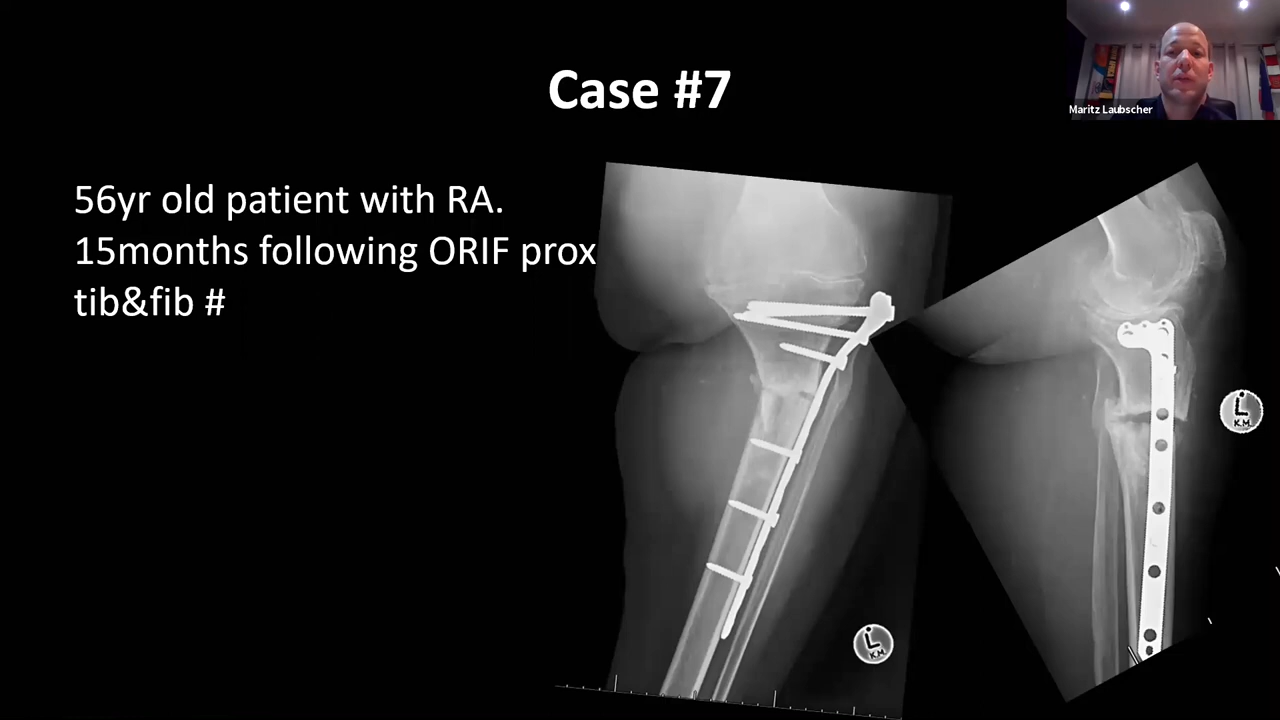 Case #7
Maritz Laubscher
56yr old patient with RA.
15months following ORIF prox
tib&fib #
L
K.M.
L
K.M.